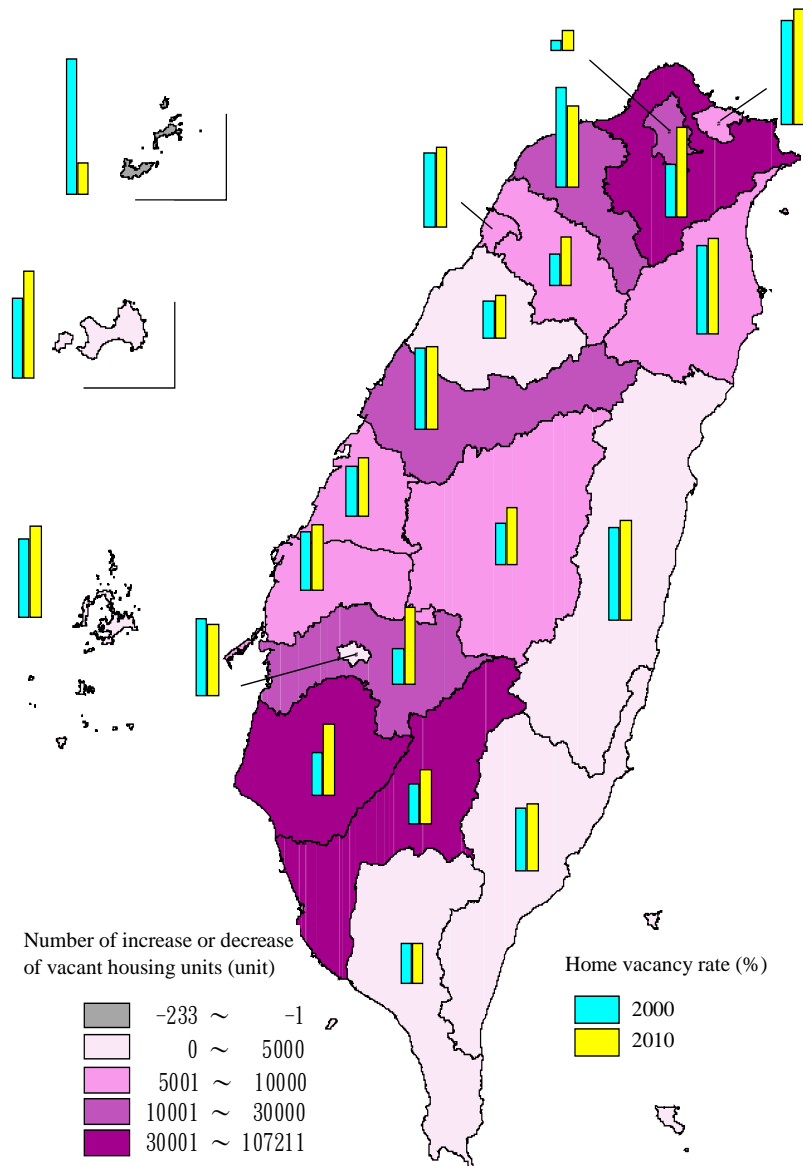 Number of increase or decrease
of vacant housing units (unit)
-233 ～ -1
0 ～ 5000
5001 ～ 10000
10001 ～ 30000
30001 ～ 107211
Home vacancy rate (%)
2000
2010